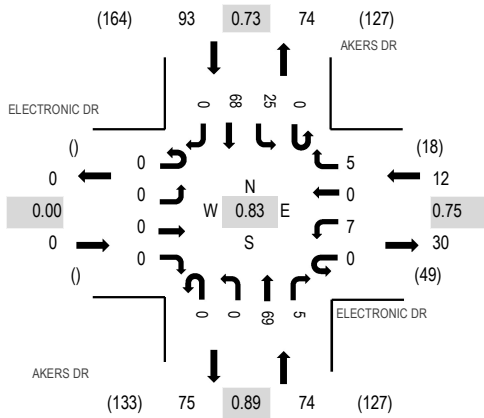 (164) 93 0.73 74 (127)
AKERS DR
ELECTRONIC DR
0 68 25 0
() 0 5 (18)
0 0 N 0 12
0.00 0 W 0.83 E 7 0.75
0 0 S 0 30
() (49)
0 0 69 5
ELECTRONIC DR
AKERS DR
(133) 75 0.89 74 (127)